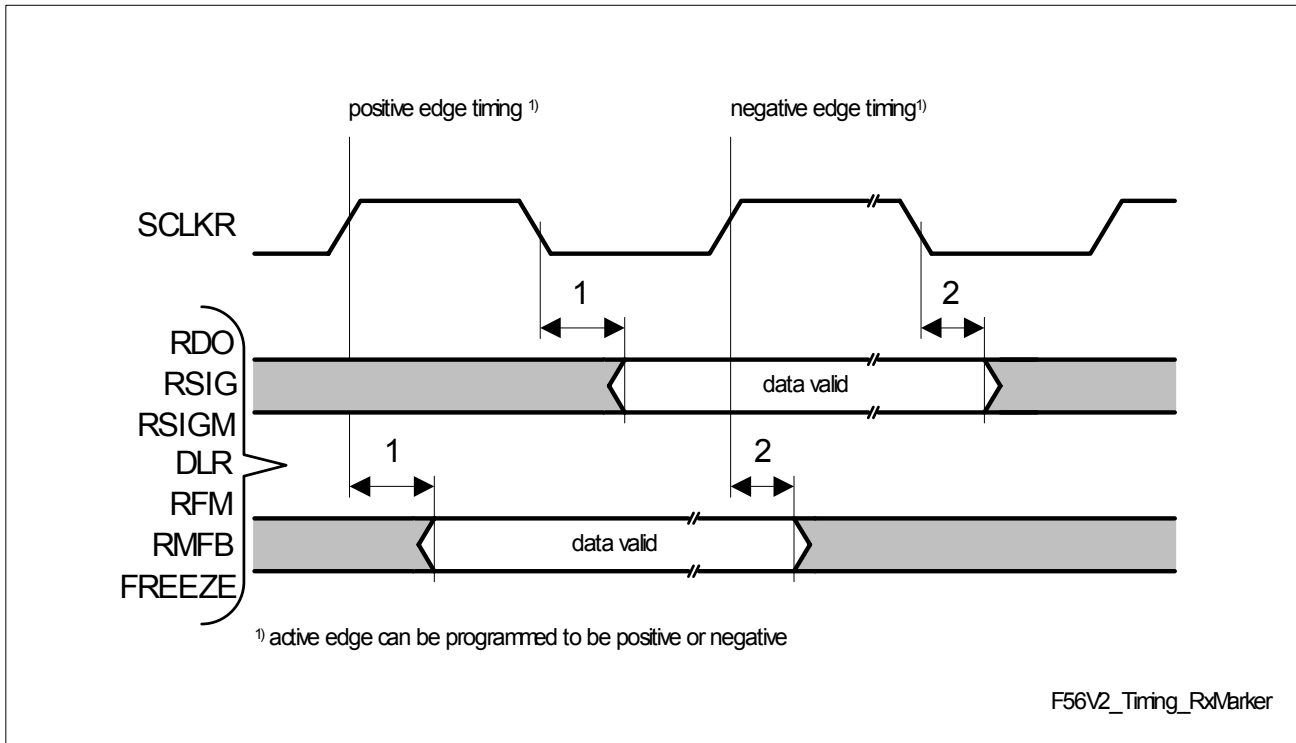 positive edge timing 1)
negative edge timing1)
SCLKR
1
2
RDO
RSIG
data valid
RSIGM
DLR
1
2
RFM
RMFB
data valid
FREEZE
1) active edge can be programmed to be positive or negative
F56V2_Timing_RxMarker